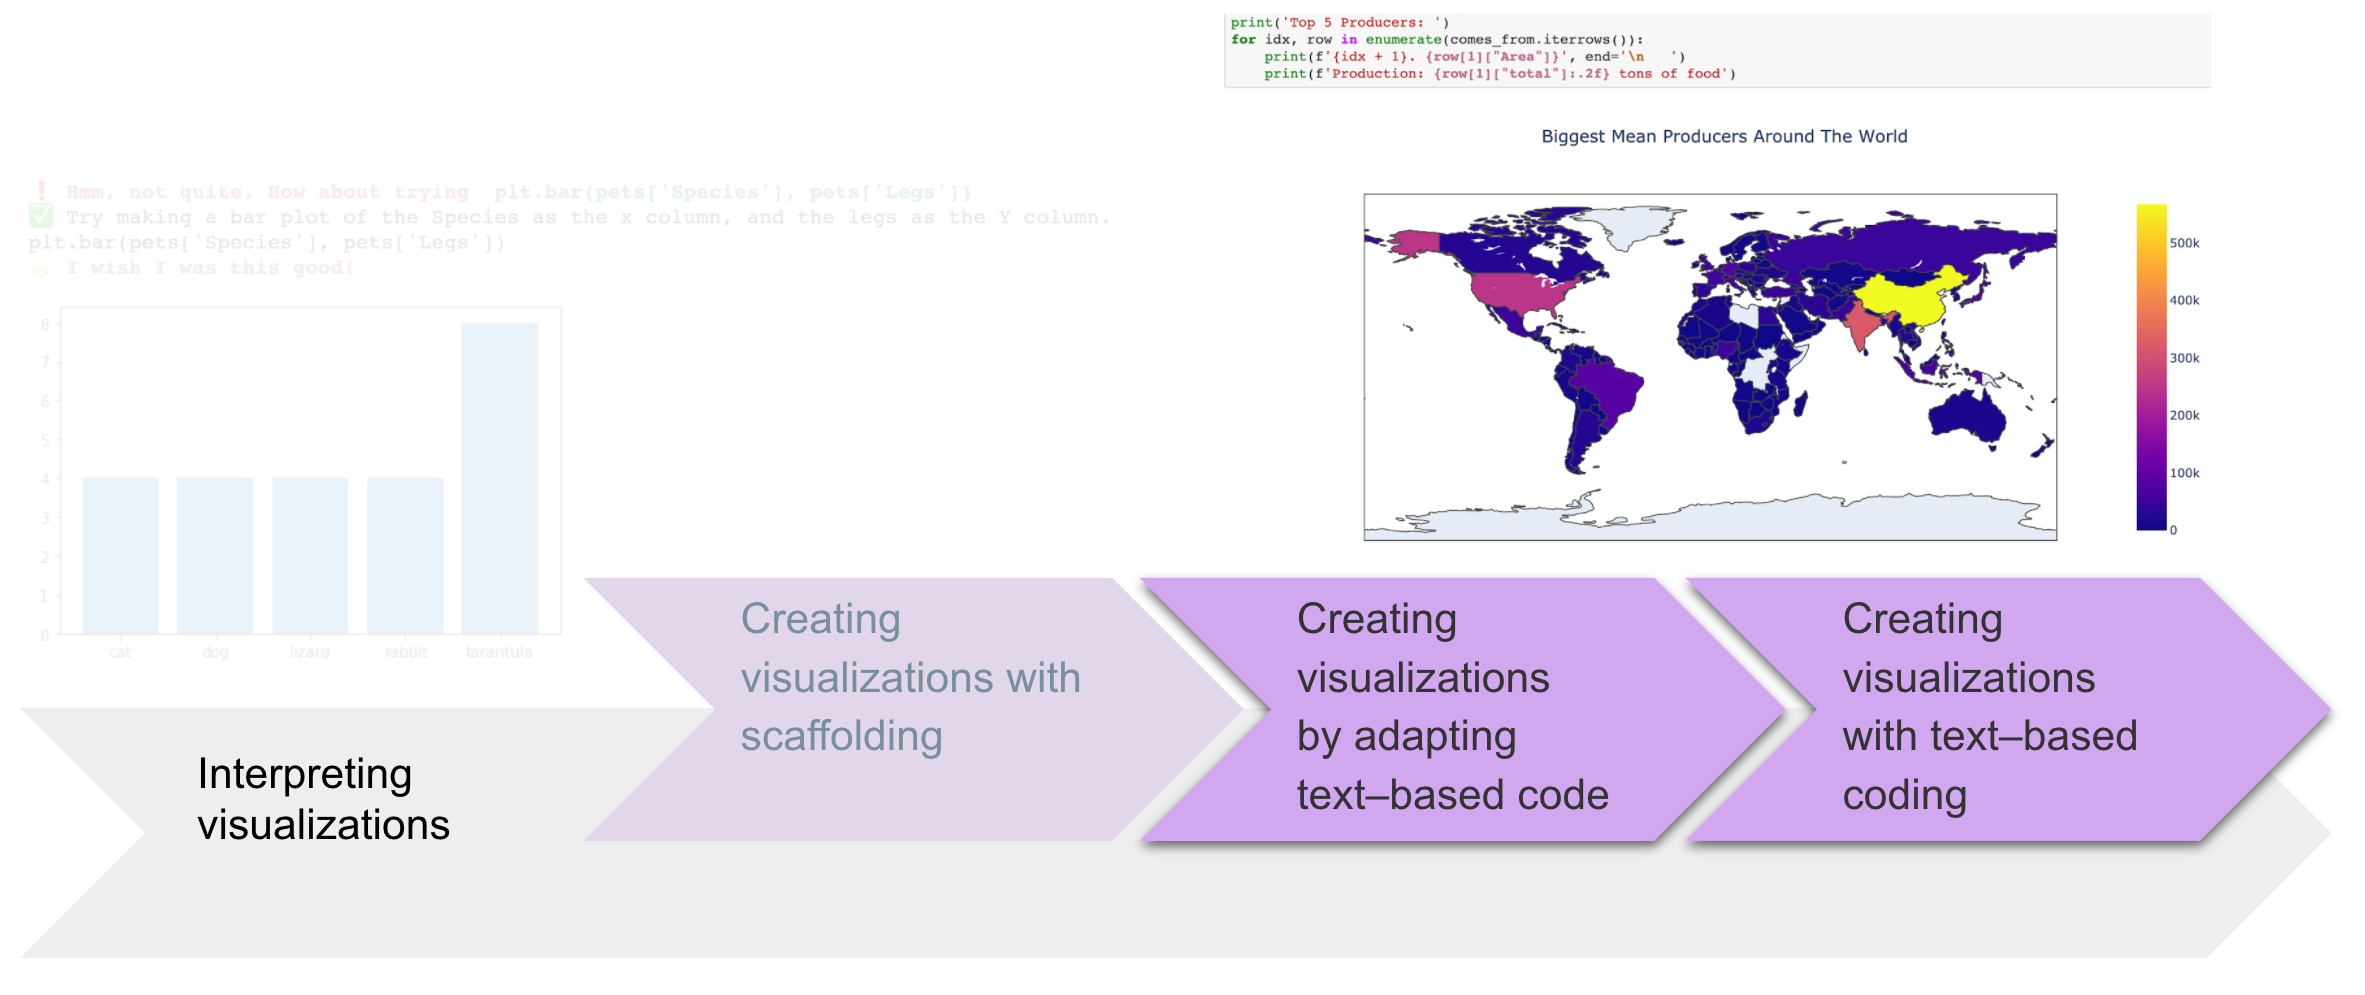 print('Top 5 Producers: ')
for idx, row in enumerate(comes_from.iterrows()):
    print(f'{idx + 1}. {row[1]["Area"]}', end='\n   ')
    print(f'Production: {row[1]["total"]:.2f} tons of food')
❗ Hmm, not quite. How about trying  plt.bar(pets['Species'], pets['Legs'])
✅ Try making a bar plot of the Species as the x column, and the legs as the Y column.
plt.bar(pets['Species'], pets['Legs'])
⭐ I wish I was this good!
8
7
6
5
4
3
2
1
0
cat dog lizard rabbit tarantula
Biggest Mean Producers Around The World
500k
400k
300k
200k
100k
0
Interpreting
visualizations
Creating
visualizations with
scaffolding
Creating
visualizations
by adapting
text–based code
Creating
visualizations
with text–based
coding